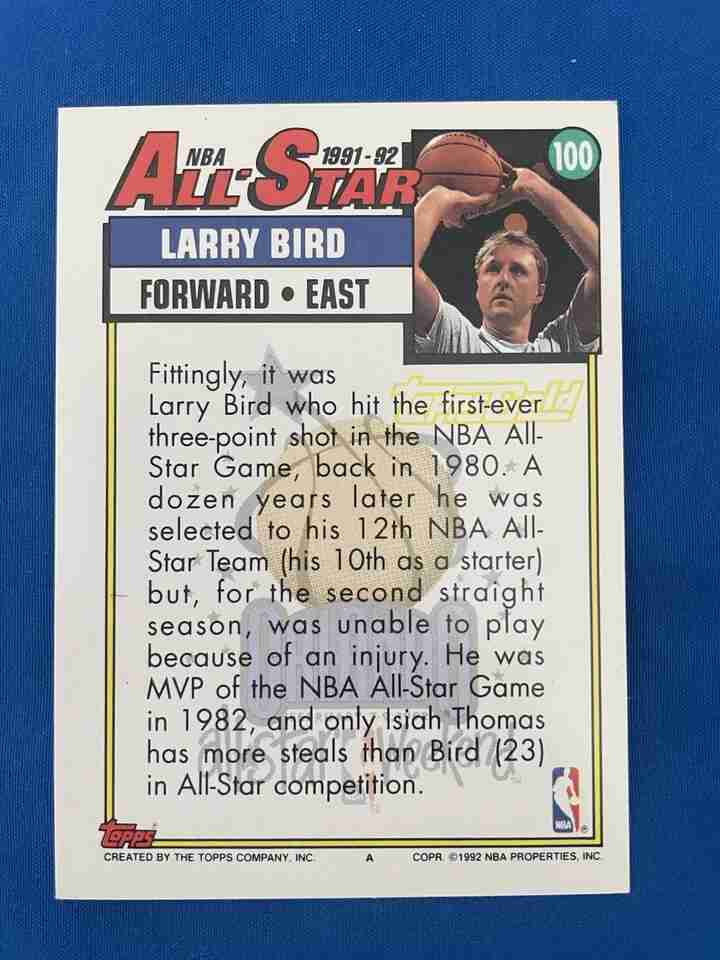 NBA 1991-92
ALL-STAR
100
LARRY BIRD
FORWARD • EAST
Fittingly, it was
Larry Bird who hit the first-ever
three-point shot in the NBA All-
Star Game, back in 1980. A
dozen years later he was
selected to his 12th NBA All-
Star Team (his 10th as a starter)
but, for the second straight
season, was unable to play
because of an injury. He was
MVP of the NBA All-Star Game
in 1982, and only Isiah Thomas
has more steals than Bird (23)
in All-Star competition.
all-star weekend
NBA ®
TOPPS
CREATED BY THE TOPPS COMPANY, INC. A COPR. ©1992 NBA PROPERTIES, INC.